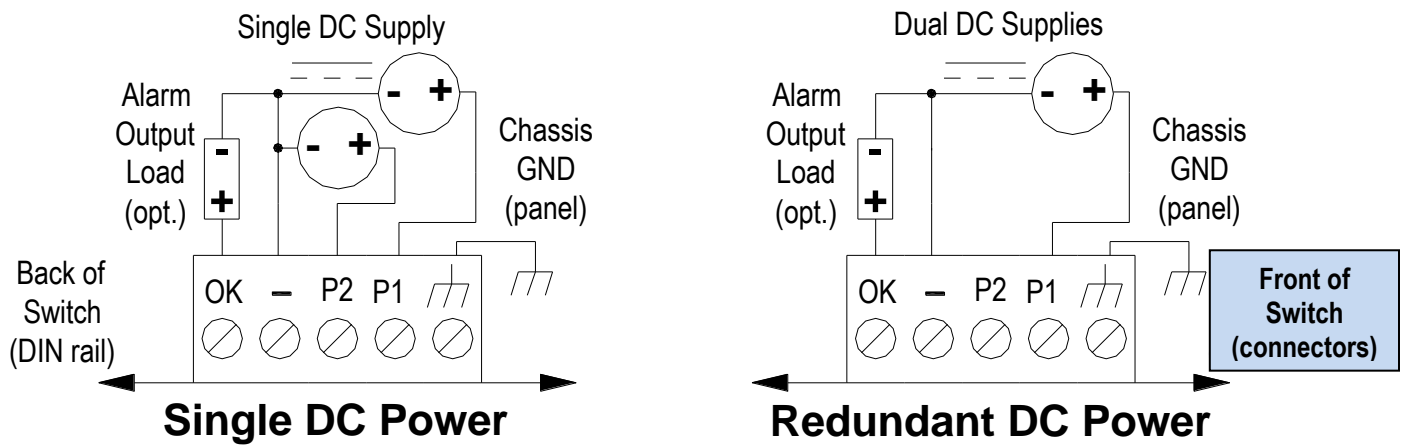 Single DC Supply
Alarm
Output
Load
(opt.)
- +
- +
-
+
Chassis
GND
(panel)
Back of
Switch
(DIN rail)
OK – P2 P1
Single DC Power
Dual DC Supplies
Alarm
Output
Load
(opt.)
- +
-
+
Chassis
GND
(panel)
OK – P2 P1
Front of
Switch
(connectors)
Redundant DC Power